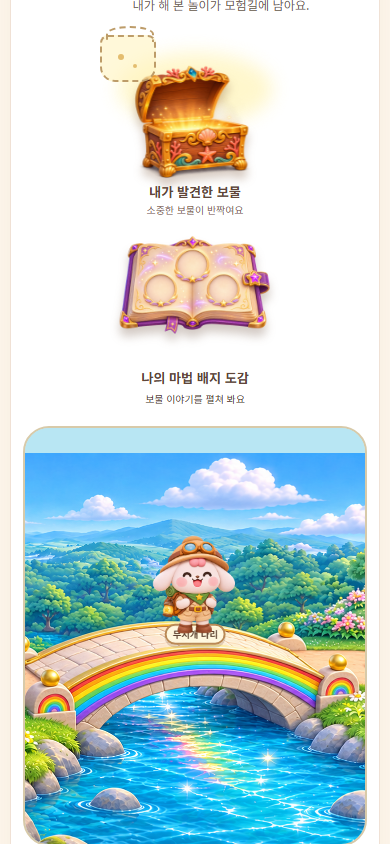 내가 해 본 놀이가 모험길에 남아요.
내가 발견한 보물
소중한 보물이 반짝여요
나의 마법 배지 도감
보물 이야기를 펼쳐 봐요
무지개 다리